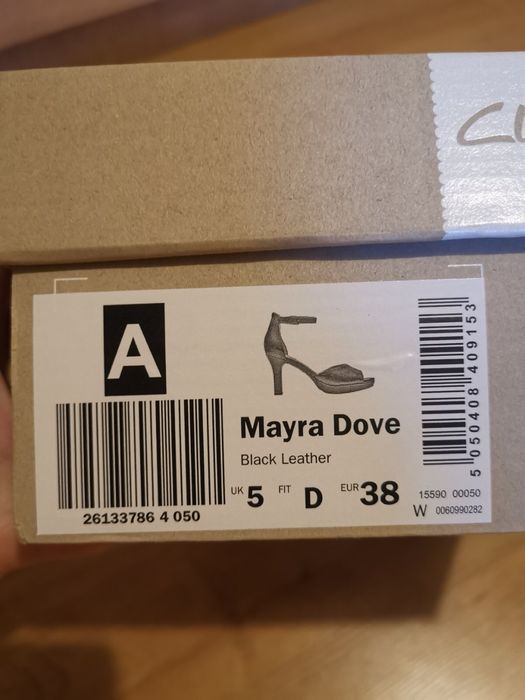 A
Mayra Dove
Black Leather
UK 5 FIT D EUR 38
26133786 4 050
5 050408 409153
15590 00050
W 0060990282